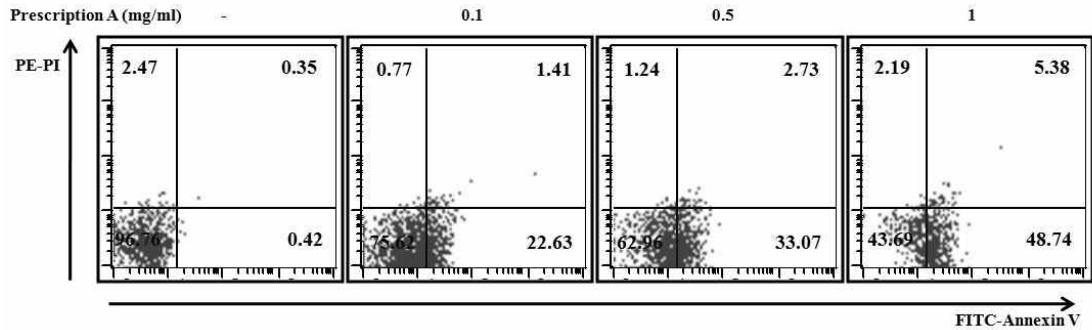 Prescription A (mg/ml) - 0.1 0.5 1
PE-PI
2.47 0.35 0.77 1.41 1.24 2.73 2.19 5.38
96.76 0.42 75.62 22.63 62.96 33.07 43.69 48.74
FITC-Annexin V